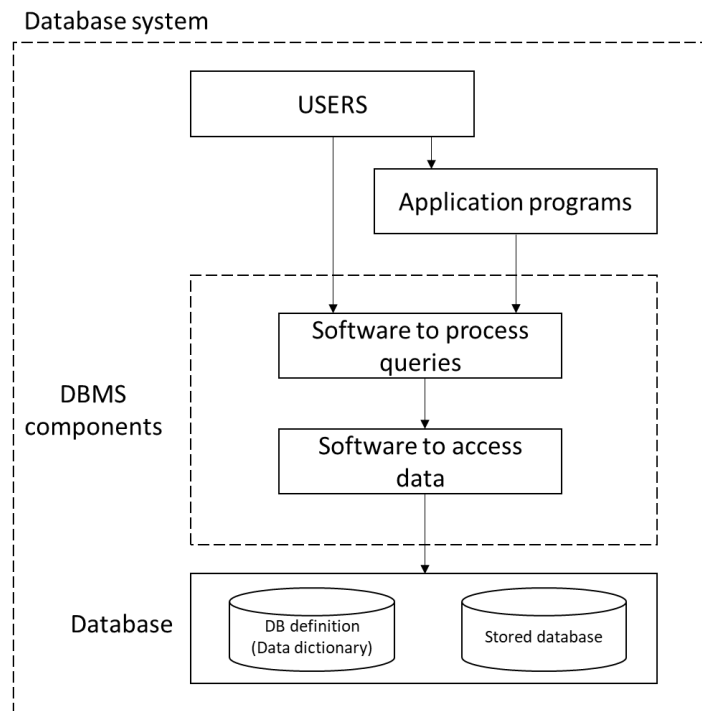 Database system
USERS
Application programs
Software to process
queries
DBMS
components
Software to access
data
Database
DB definition
(Data dictionary)
Stored database